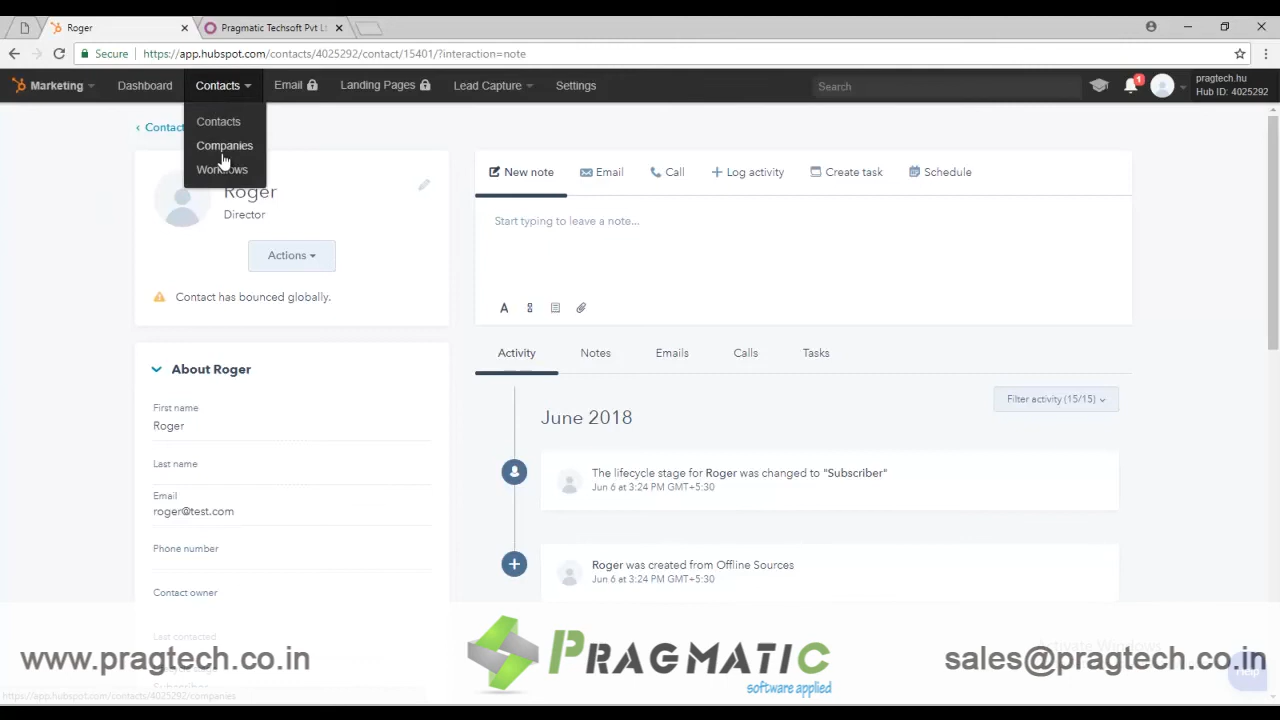 Roger
Pragmatic Techsoft Pvt Lt
Secure
https://app.hubspot.com/contacts/4025292/contact/15401/?interaction=note
Marketing
Dashboard
Contacts
Email
Landing Pages
Lead Capture
Settings
Search
1
pragtech.hu
Hub ID: 4025292
Contacts
Companies
Workflows
Contac
Roger
Director
Actions
Contact has bounced globally.
About Roger
First name
Roger
Last name
Email
roger@test.com
Phone number
Contact owner
Last contacted
Subscriber
New note
Email
Call
Log activity
Create task
Schedule
Start typing to leave a note...
A
Activity
Notes
Emails
Calls
Tasks
Filter activity (15/15)
June 2018
The lifecycle stage for Roger was changed to "Subscriber"
Jun 6 at 3:24 PM GMT+5:30
Roger was created from Offline Sources
Jun 6 at 3:24 PM GMT+5:30
Activate Windows
www.pragtech.co.in
PRAGMATIC
software applied
sales@pragtech.co.in
Help
https://app.hubspot.com/contacts/4025292/companies